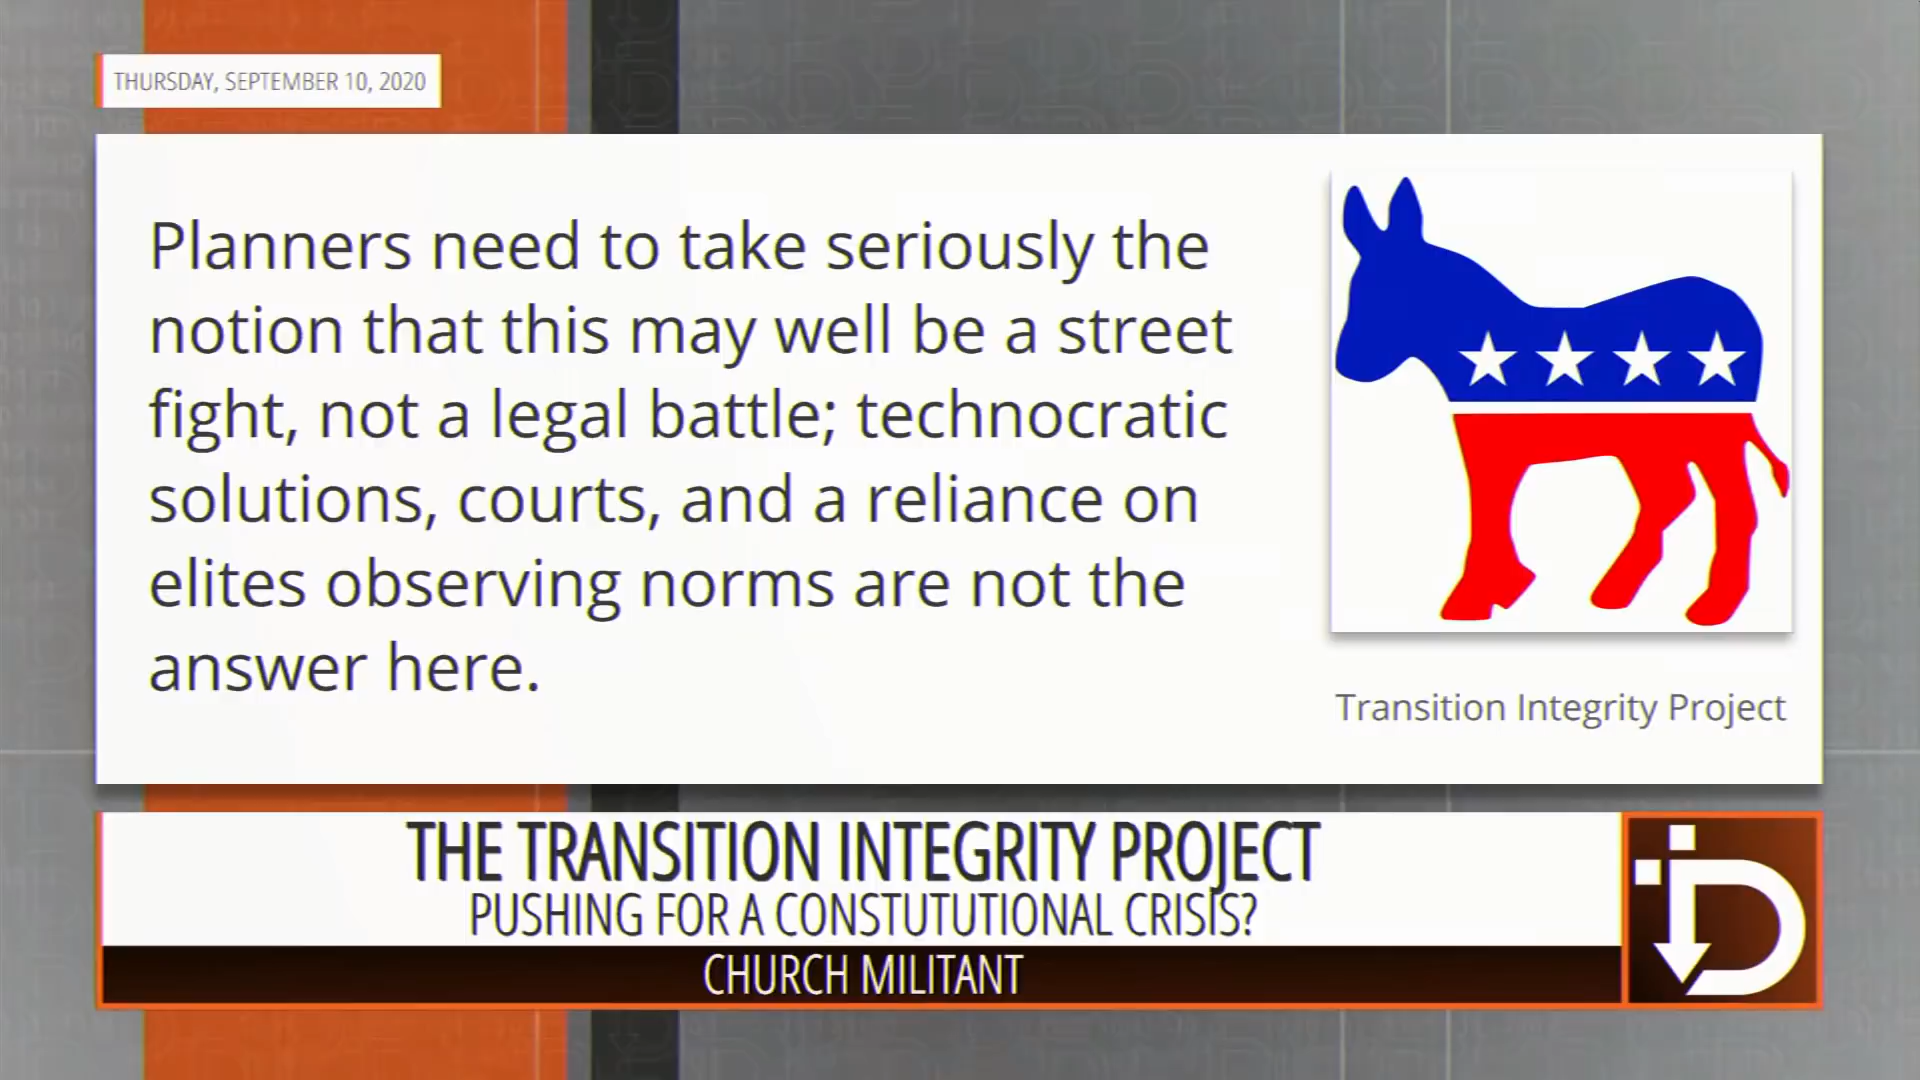 THURSDAY, SEPTEMBER 10, 2020
Planners need to take seriously the
notion that this may well be a street
fight, not a legal battle; technocratic
solutions, courts, and a reliance on
elites observing norms are not the
answer here.
Transition Integrity Project
THE TRANSITION INTEGRITY PROJECT
PUSHING FOR A CONSTUTUTIONAL CRISIS?
CHURCH MILITANT
D